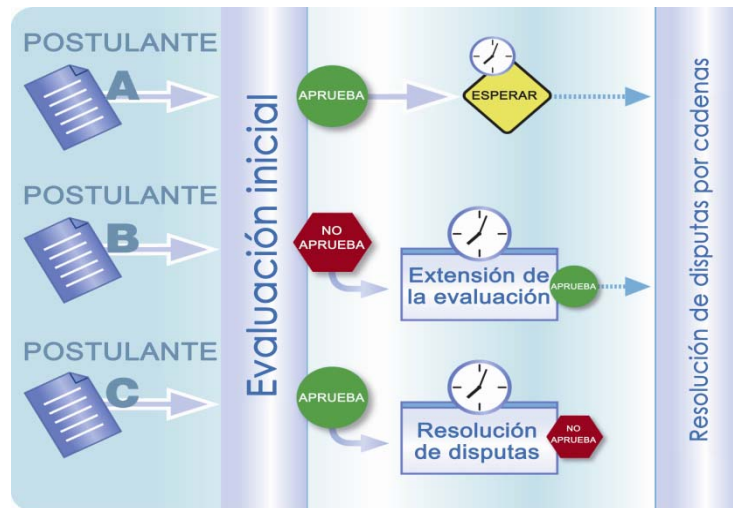 POSTULANTE
A
Evaluación inicial
APRUEBA
ESPERAR
Resolución de disputas por cadenas
POSTULANTE
B
NO
APRUEBA
Extensión de
la evaluación
APRUEBA
POSTULANTE
C
APRUEBA
Resolución
de disputas
NO
APRUEBA